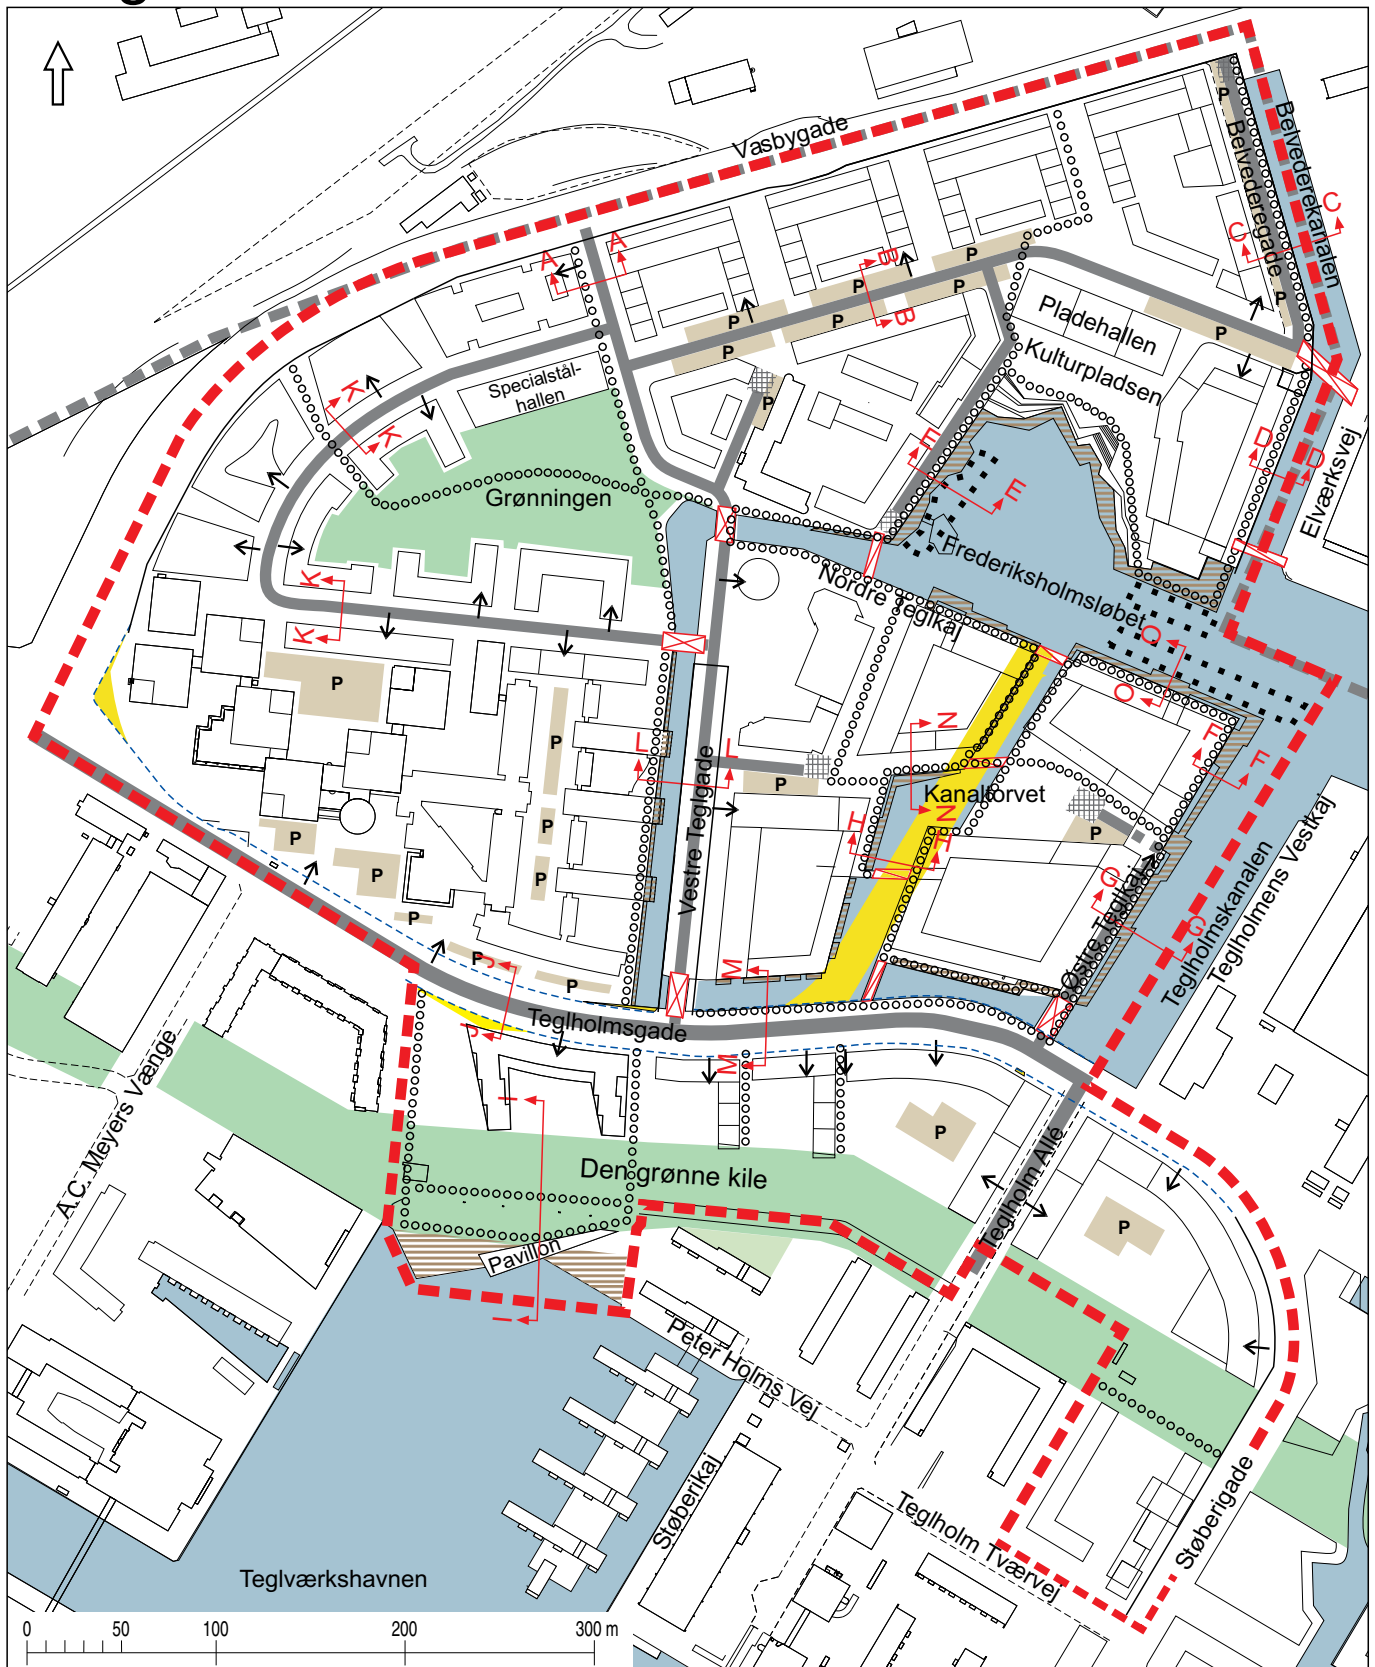 g
Vasbygade
Belvederekanalen
Belvederegade
P
C
C
A
A
B
B
P
P
P
P
P
P
P
P
Pladehallen
Kulturpladsen
Specialstål-
hallen
P
K
K
E
E
D
D
Elværksvej
Grønningen
Frederiksholmsløbet
Nordre Teglkaj
K
K
O
O
P
P
L
L
N
N
F
F
Kanaltorvet
P
P
P
P
P
P
H
H
Vestre Teglgade
Østre Teglkaj
G
G
Teglholmskanalen
Teglholmens Vestkaj
P
P
P
J
J
M
M
Teglholmsgade
A.C. Meyers Vænge
I
I
P
Den grønne kile
Teglholm Allé
P
Pavillon
Peter Holms Vej
Støberikaj
Teglholm Tværvej
Støberigade
Teglværkshavnen
0 50 100 200 300 m